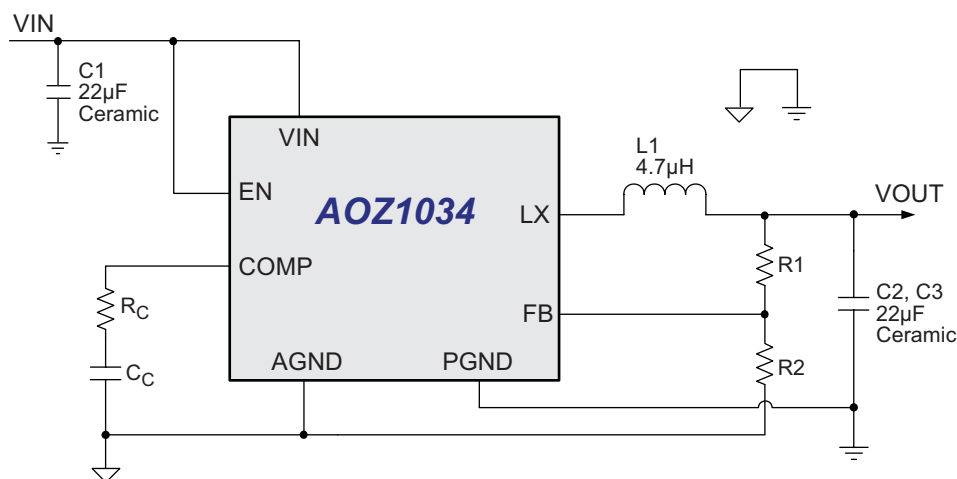 VIN
C1
22µF
Ceramic
VIN
L1
4.7µH
EN
AOZ1034
LX
VOUT
COMP
R1
RC
FB
C2, C3
22µF
Ceramic
CC
AGND
PGND
R2